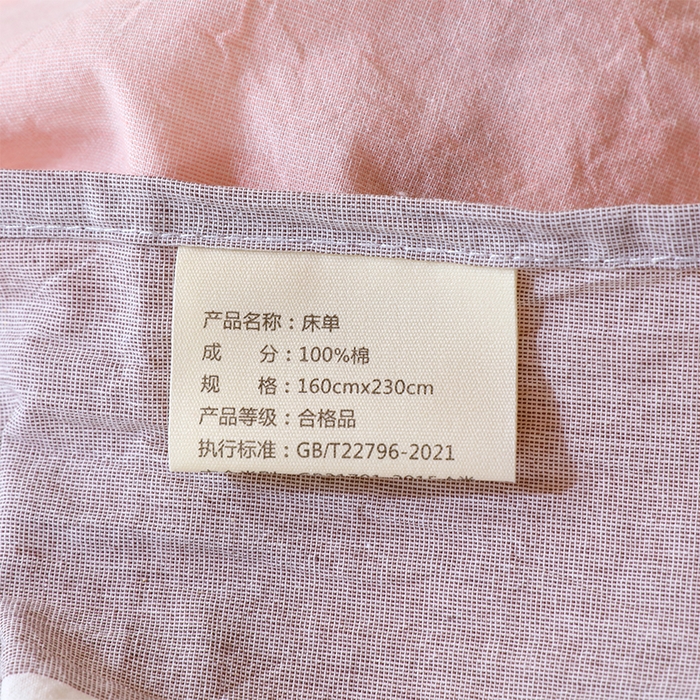 产品名称：床单
成 分：100%棉
规 格：160cmx230cm
产品等级：合格品
执行标准：GB/T22796-2021